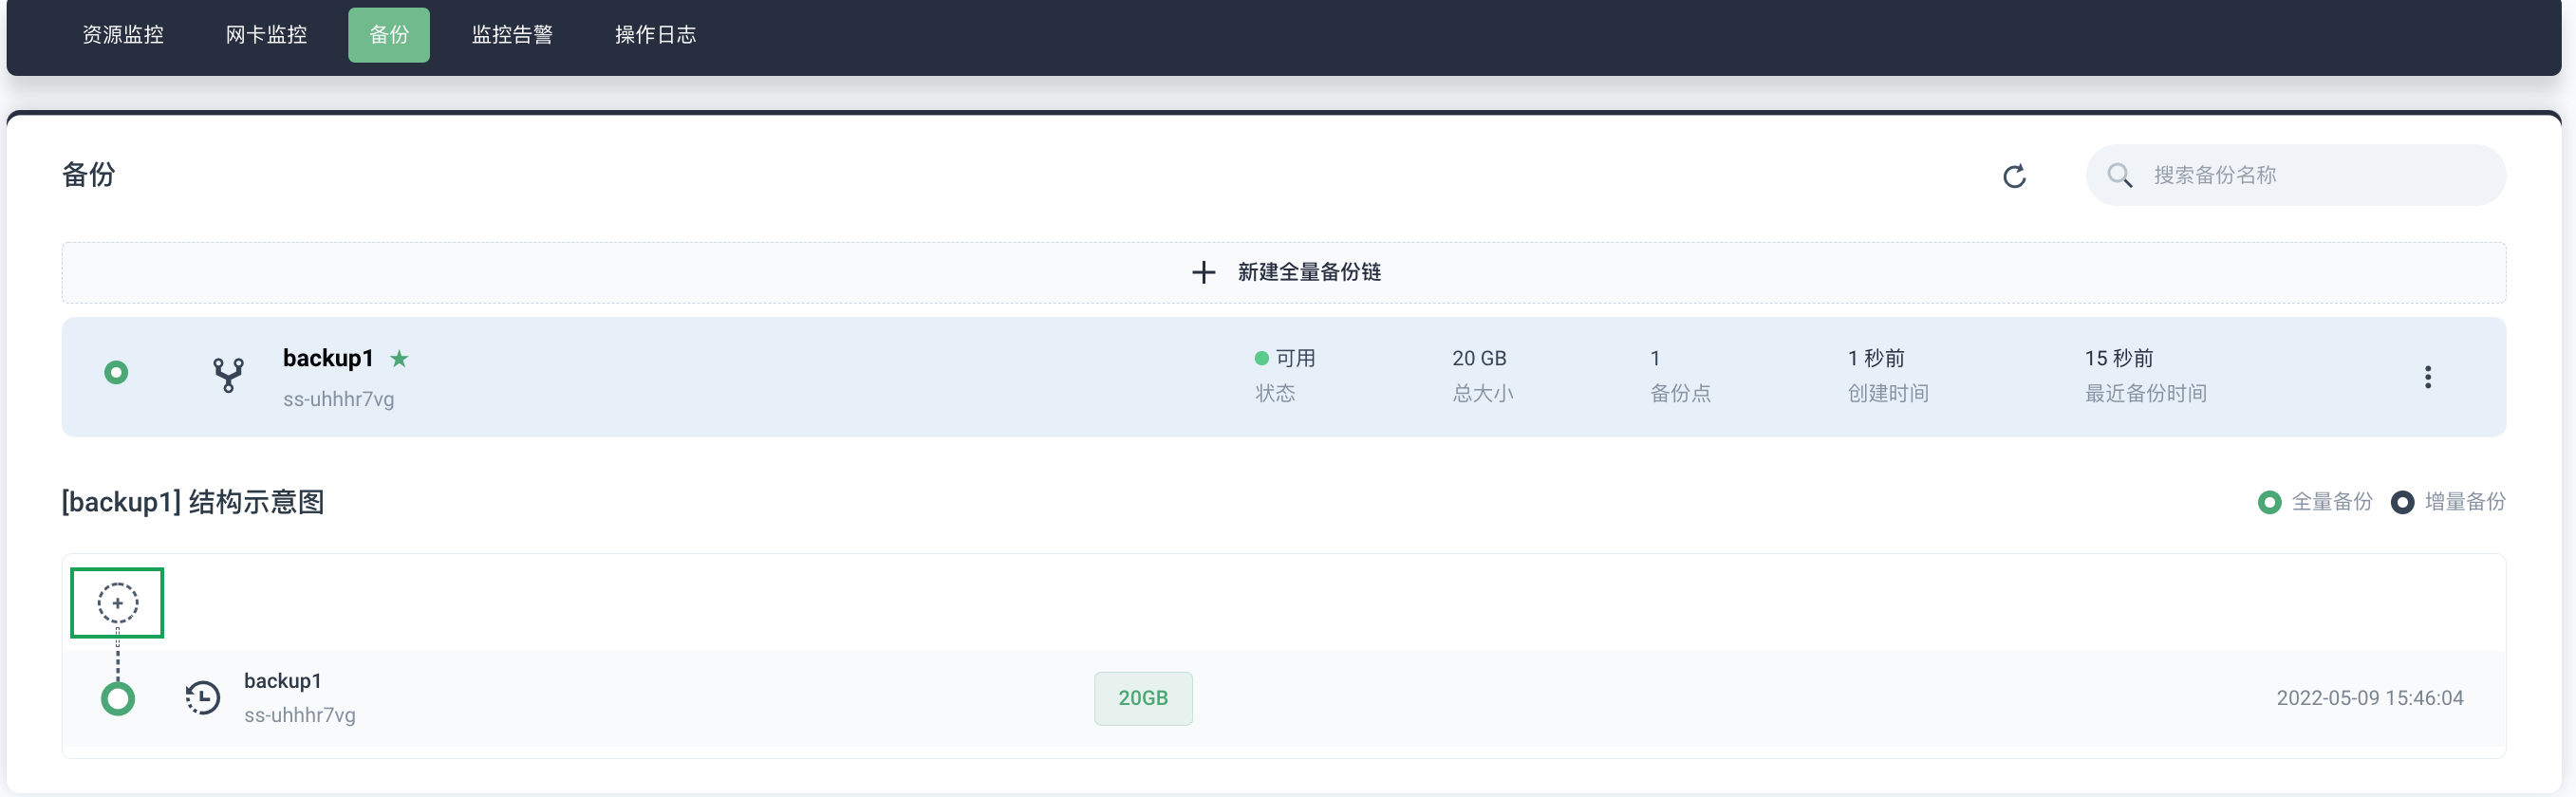 资源监控 网卡监控 备份 监控告警 操作日志
备份 搜索备份名称
新建全量备份链
backup1 可用 20 GB 1 1 秒前 15 秒前
ss-uhhhr7vg 状态 总大小 备份点 创建时间 最近备份时间
[backup1] 结构示意图 全量备份 增量备份
backup1
ss-uhhhr7vg 20GB 2022-05-09 15:46:04